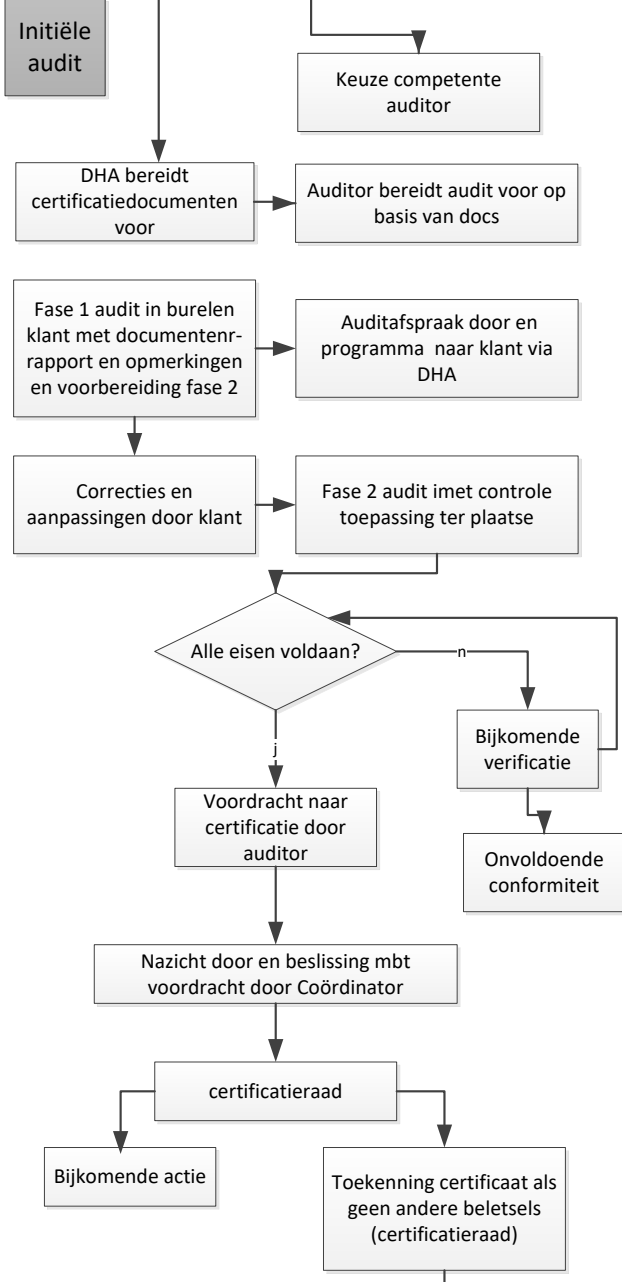 Initiële
audit
Keuze competente
auditor
DHA bereidt
certificatiedocumenten
voor
Auditor bereidt audit voor op
basis van docs
Fase 1 audit in burelen
klant met documentenr-
rapport en opmerkingen
en voorbereiding fase 2
Auditafspraak door en
programma  naar klant via
DHA
Correcties en
aanpassingen door klant
Fase 2 audit imet controle
toepassing ter plaatse
Alle eisen voldaan?
n
j
Bijkomende
verificatie
Voordracht naar
certificatie door
auditor
Onvoldoende
conformiteit
Nazicht door en beslissing mbt
voordracht door Coördinator
certificatieraad
Bijkomende actie
Toekenning certificaat als
geen andere beletsels
(certificatieraad)